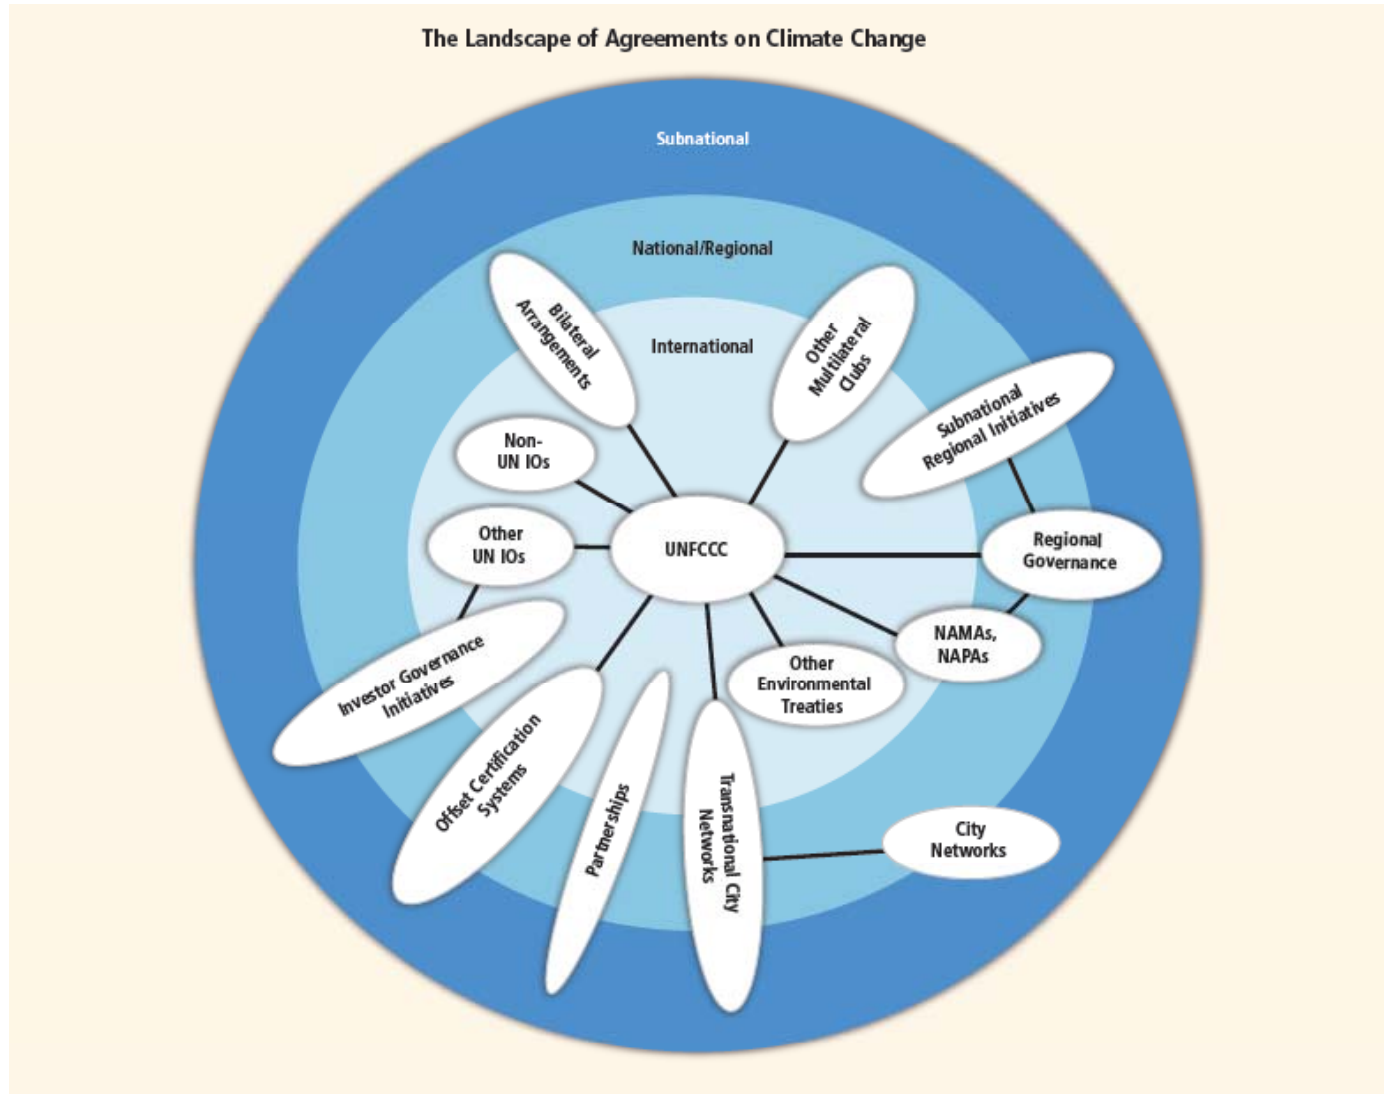 The Landscape of Agreements on Climate Change
Subnational
National/Regional
International
Bilateral
Arrangements
Other
Multilateral
Clubs
Subnational
Regional Initiatives
Non-
UN IOs
Other
UN IOs
UNFCCC
Regional
Governance
NAMAs,
NAPAs
Other
Environmental
Treaties
Investor Governance
Initiatives
Offset Certification
Systems
Partnerships
Transnational City
Networks
City
Networks